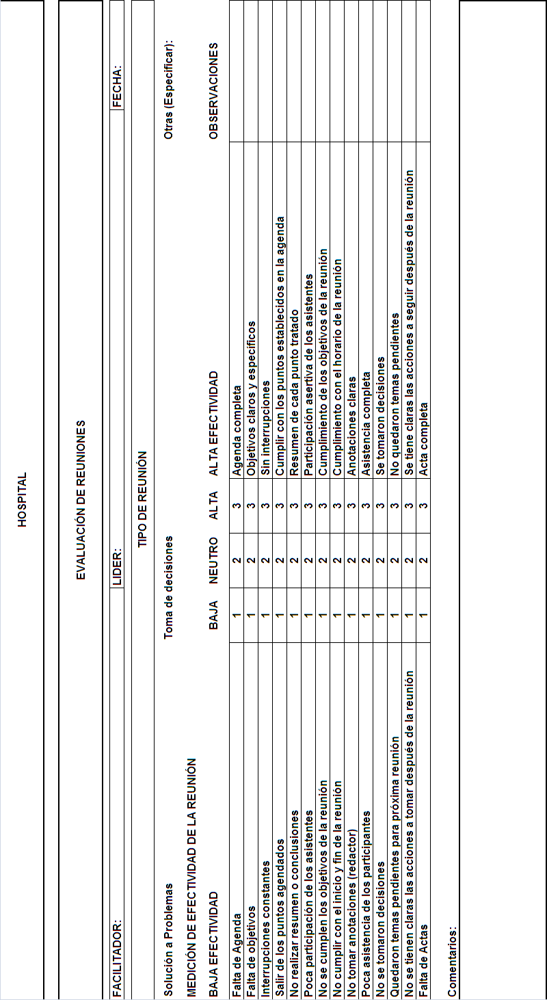 HOSPITAL
EVALUACIÓN DE REUNIONES
FACILITADOR: LIDER: FECHA:
TIPO DE REUNIÓN
Solución a Problemas Toma de decisiones Otras (Especificar):
MEDICIÓN DE EFECTIVIDAD DE LA REUNIÓN
BAJA EFECTIVIDAD BAJA NEUTRO ALTA ALTA EFECTIVIDAD OBSERVACIONES
Falta de Agenda 1 2 3 Agenda completa
Falta de objetivos 1 2 3 Objetivos claros y específicos
Interrupciones constantes 1 2 3 Sin interrupciones
Salir de los puntos agendados 1 2 3 Cumplir con los puntos establecidos en la agenda
No realizar resumen o conclusiones 1 2 3 Resumen de cada punto tratado
Poca participación de los asistentes 1 2 3 Participación asertiva de los asistentes
No se cumplen los objetivos de la reunión 1 2 3 Cumplimiento de los objetivos de la reunión
No cumplir con el inicio y fin de la reunión 1 2 3 Cumplimiento con el horario de la reunión
No tomar anotaciones (redactor) 1 2 3 Anotaciones claras
Poca asistencia de los participantes 1 2 3 Asistencia completa
No se tomaron decisiones 1 2 3 Se tomaron decisiones
Quedaron temas pendientes para próxima reunión 1 2 3 No quedaron temas pendientes
No se tienen claras las acciones a tomar después de la reunión 1 2 3 Se tiene claras las acciones a seguir después de la reunión
Falta de Actas 1 2 3 Acta completa
Comentarios: